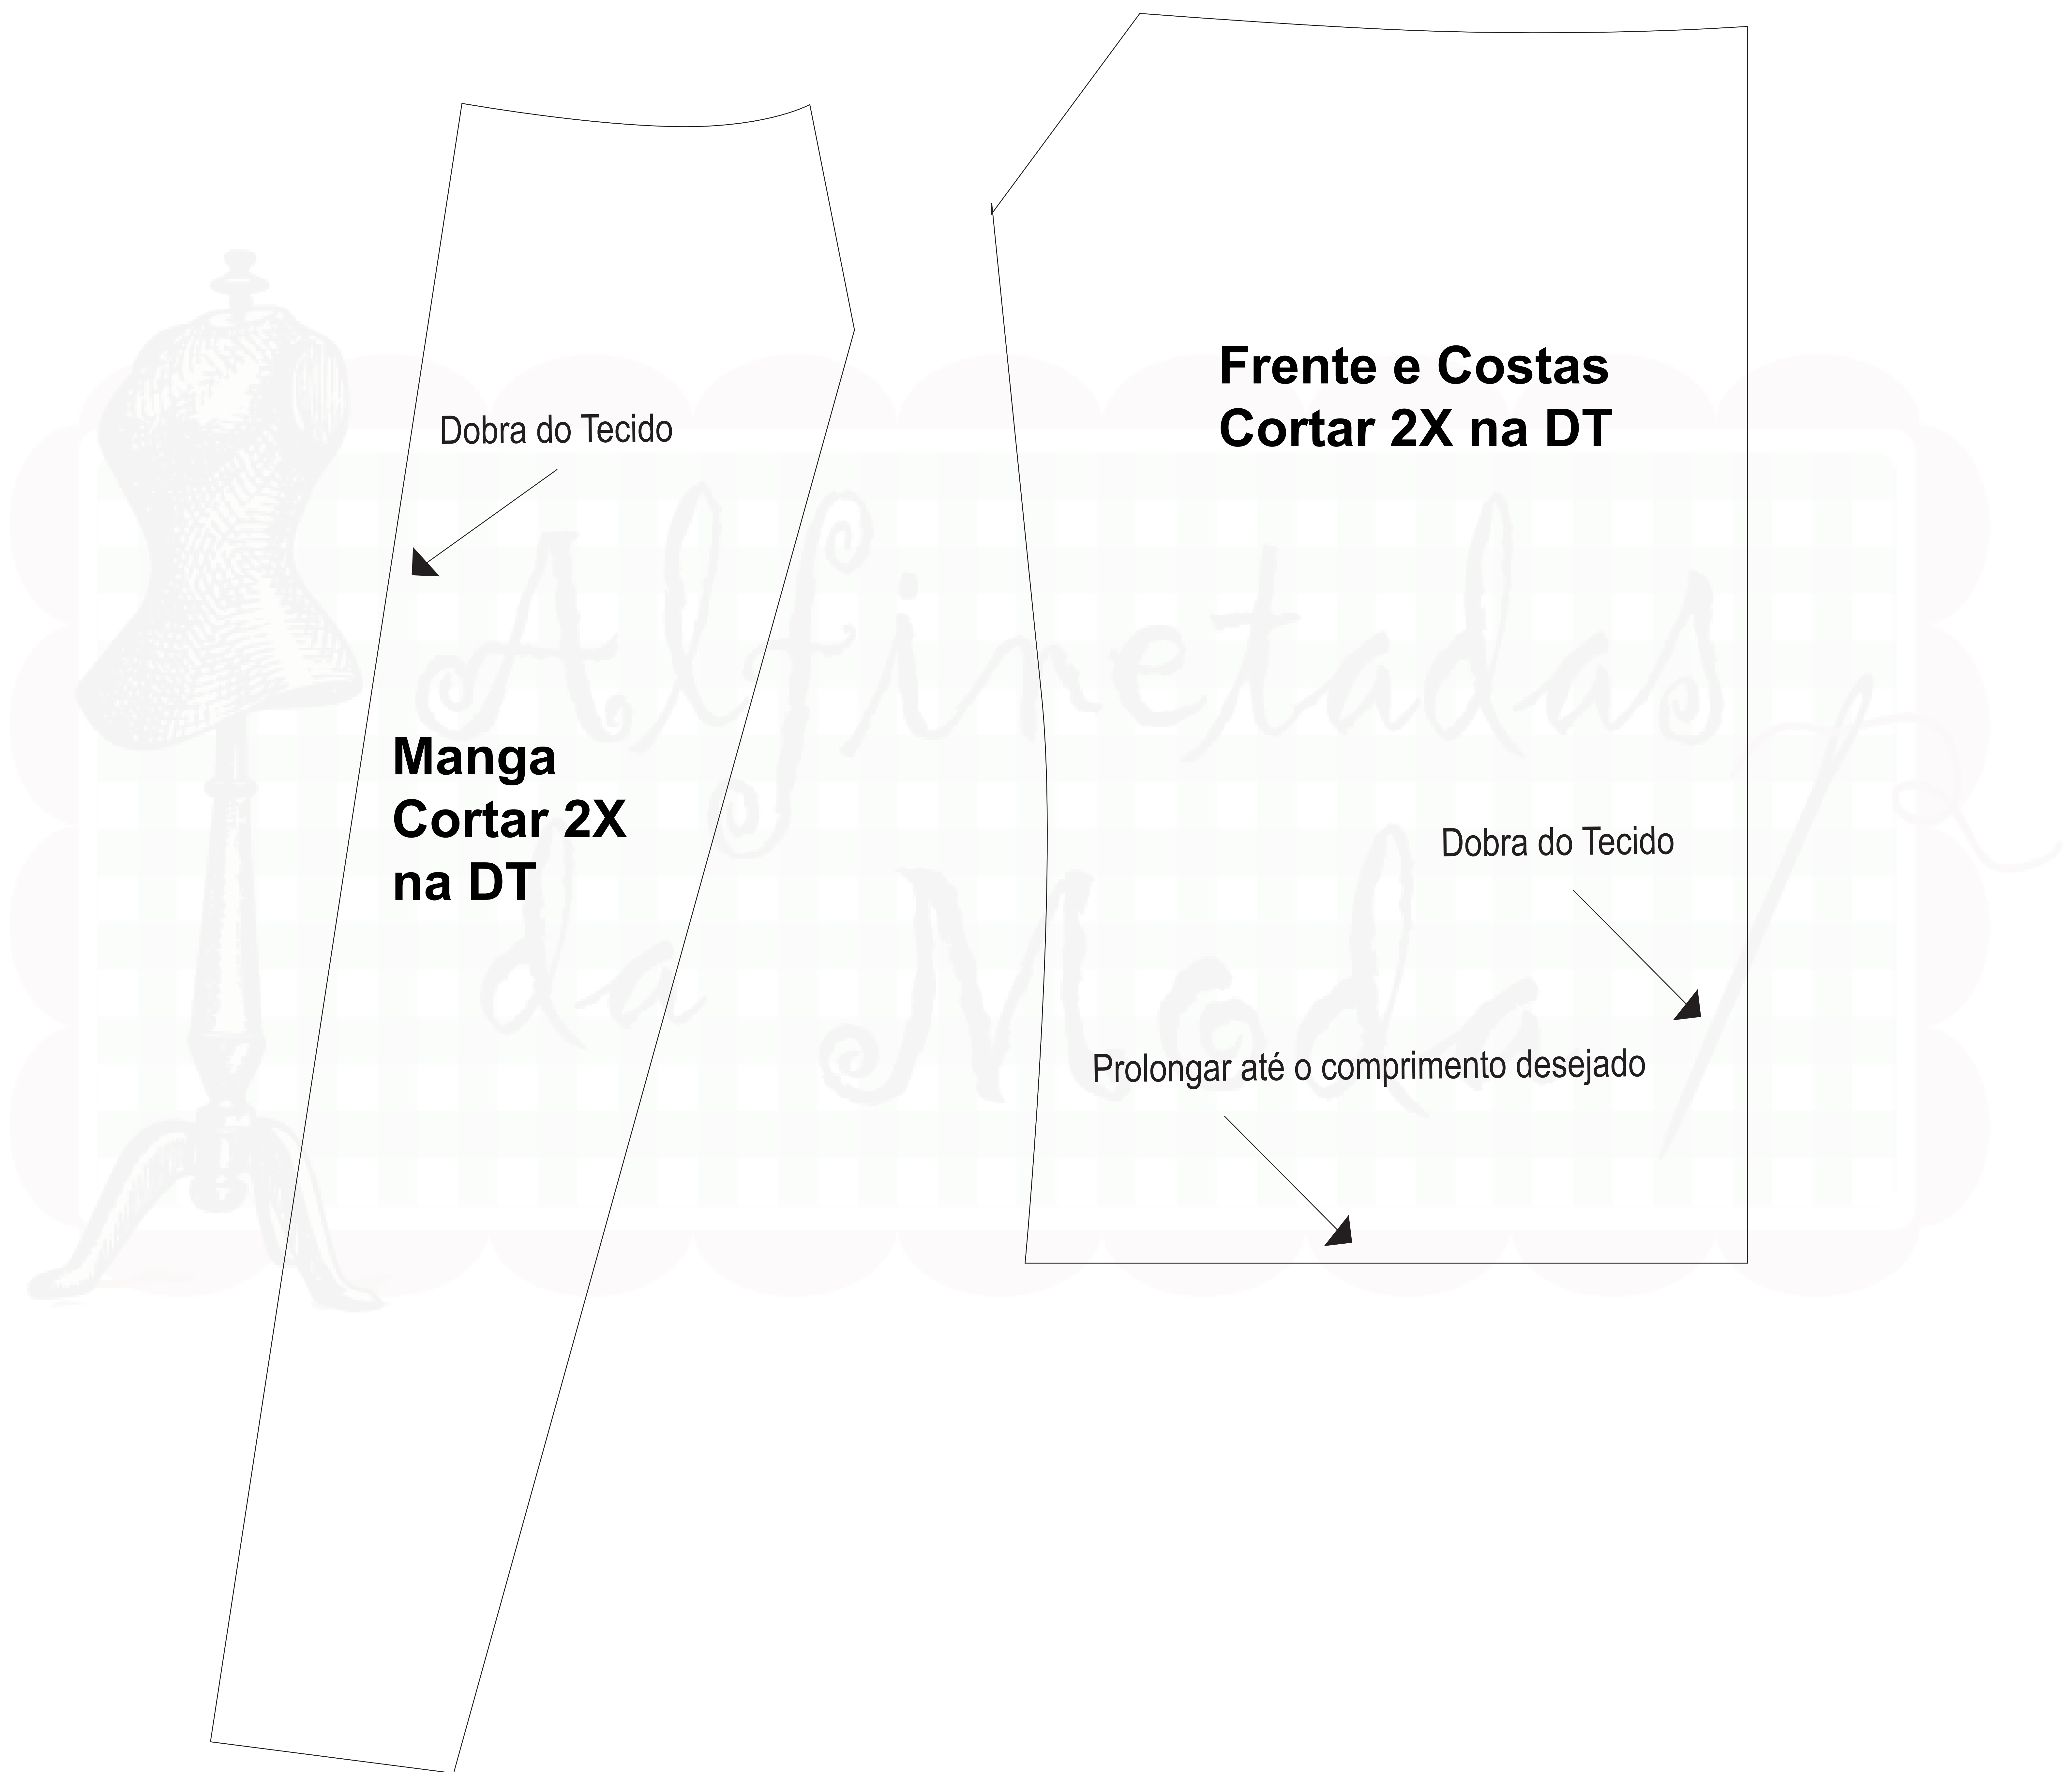 Dobra do Tecido
Manga
Cortar 2X
na DT
Frente e Costas
Cortar 2X na DT
Dobra do Tecido
Prolongar até o comprimento desejado
Alfinetadas
da Moda